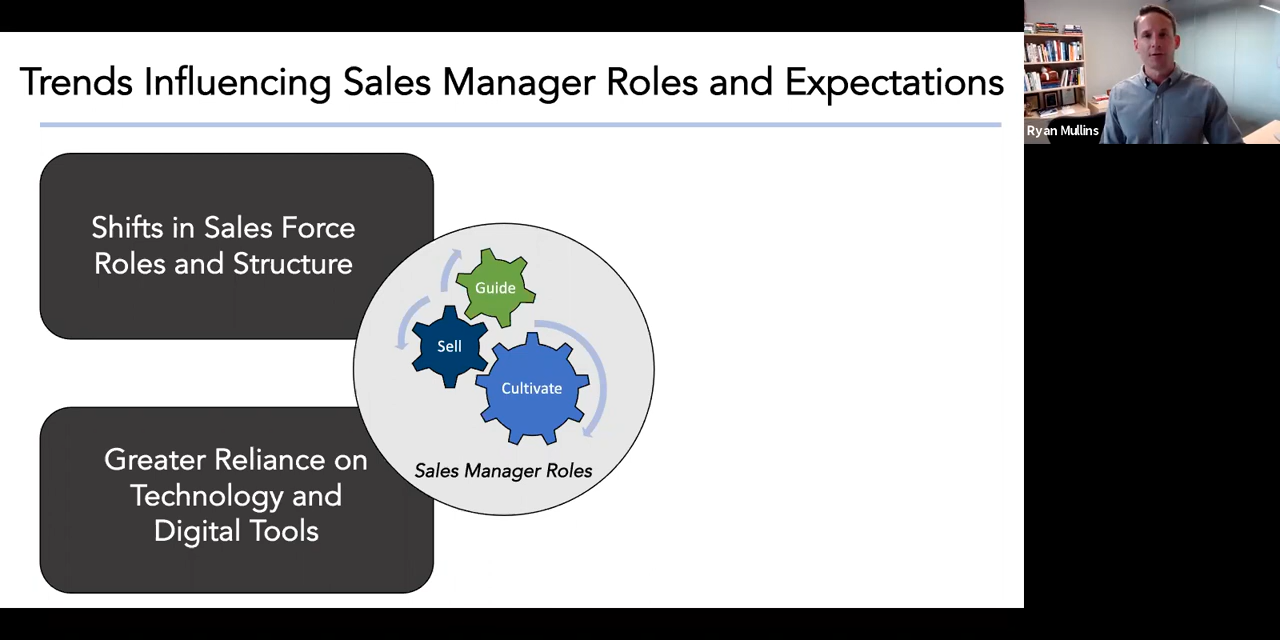 Trends Influencing Sales Manager Roles and Expectations
Ryan Mullins
Shifts in Sales Force
Roles and Structure
Guide
Sell
Cultivate
Sales Manager Roles
Greater Reliance on
Technology and
Digital Tools